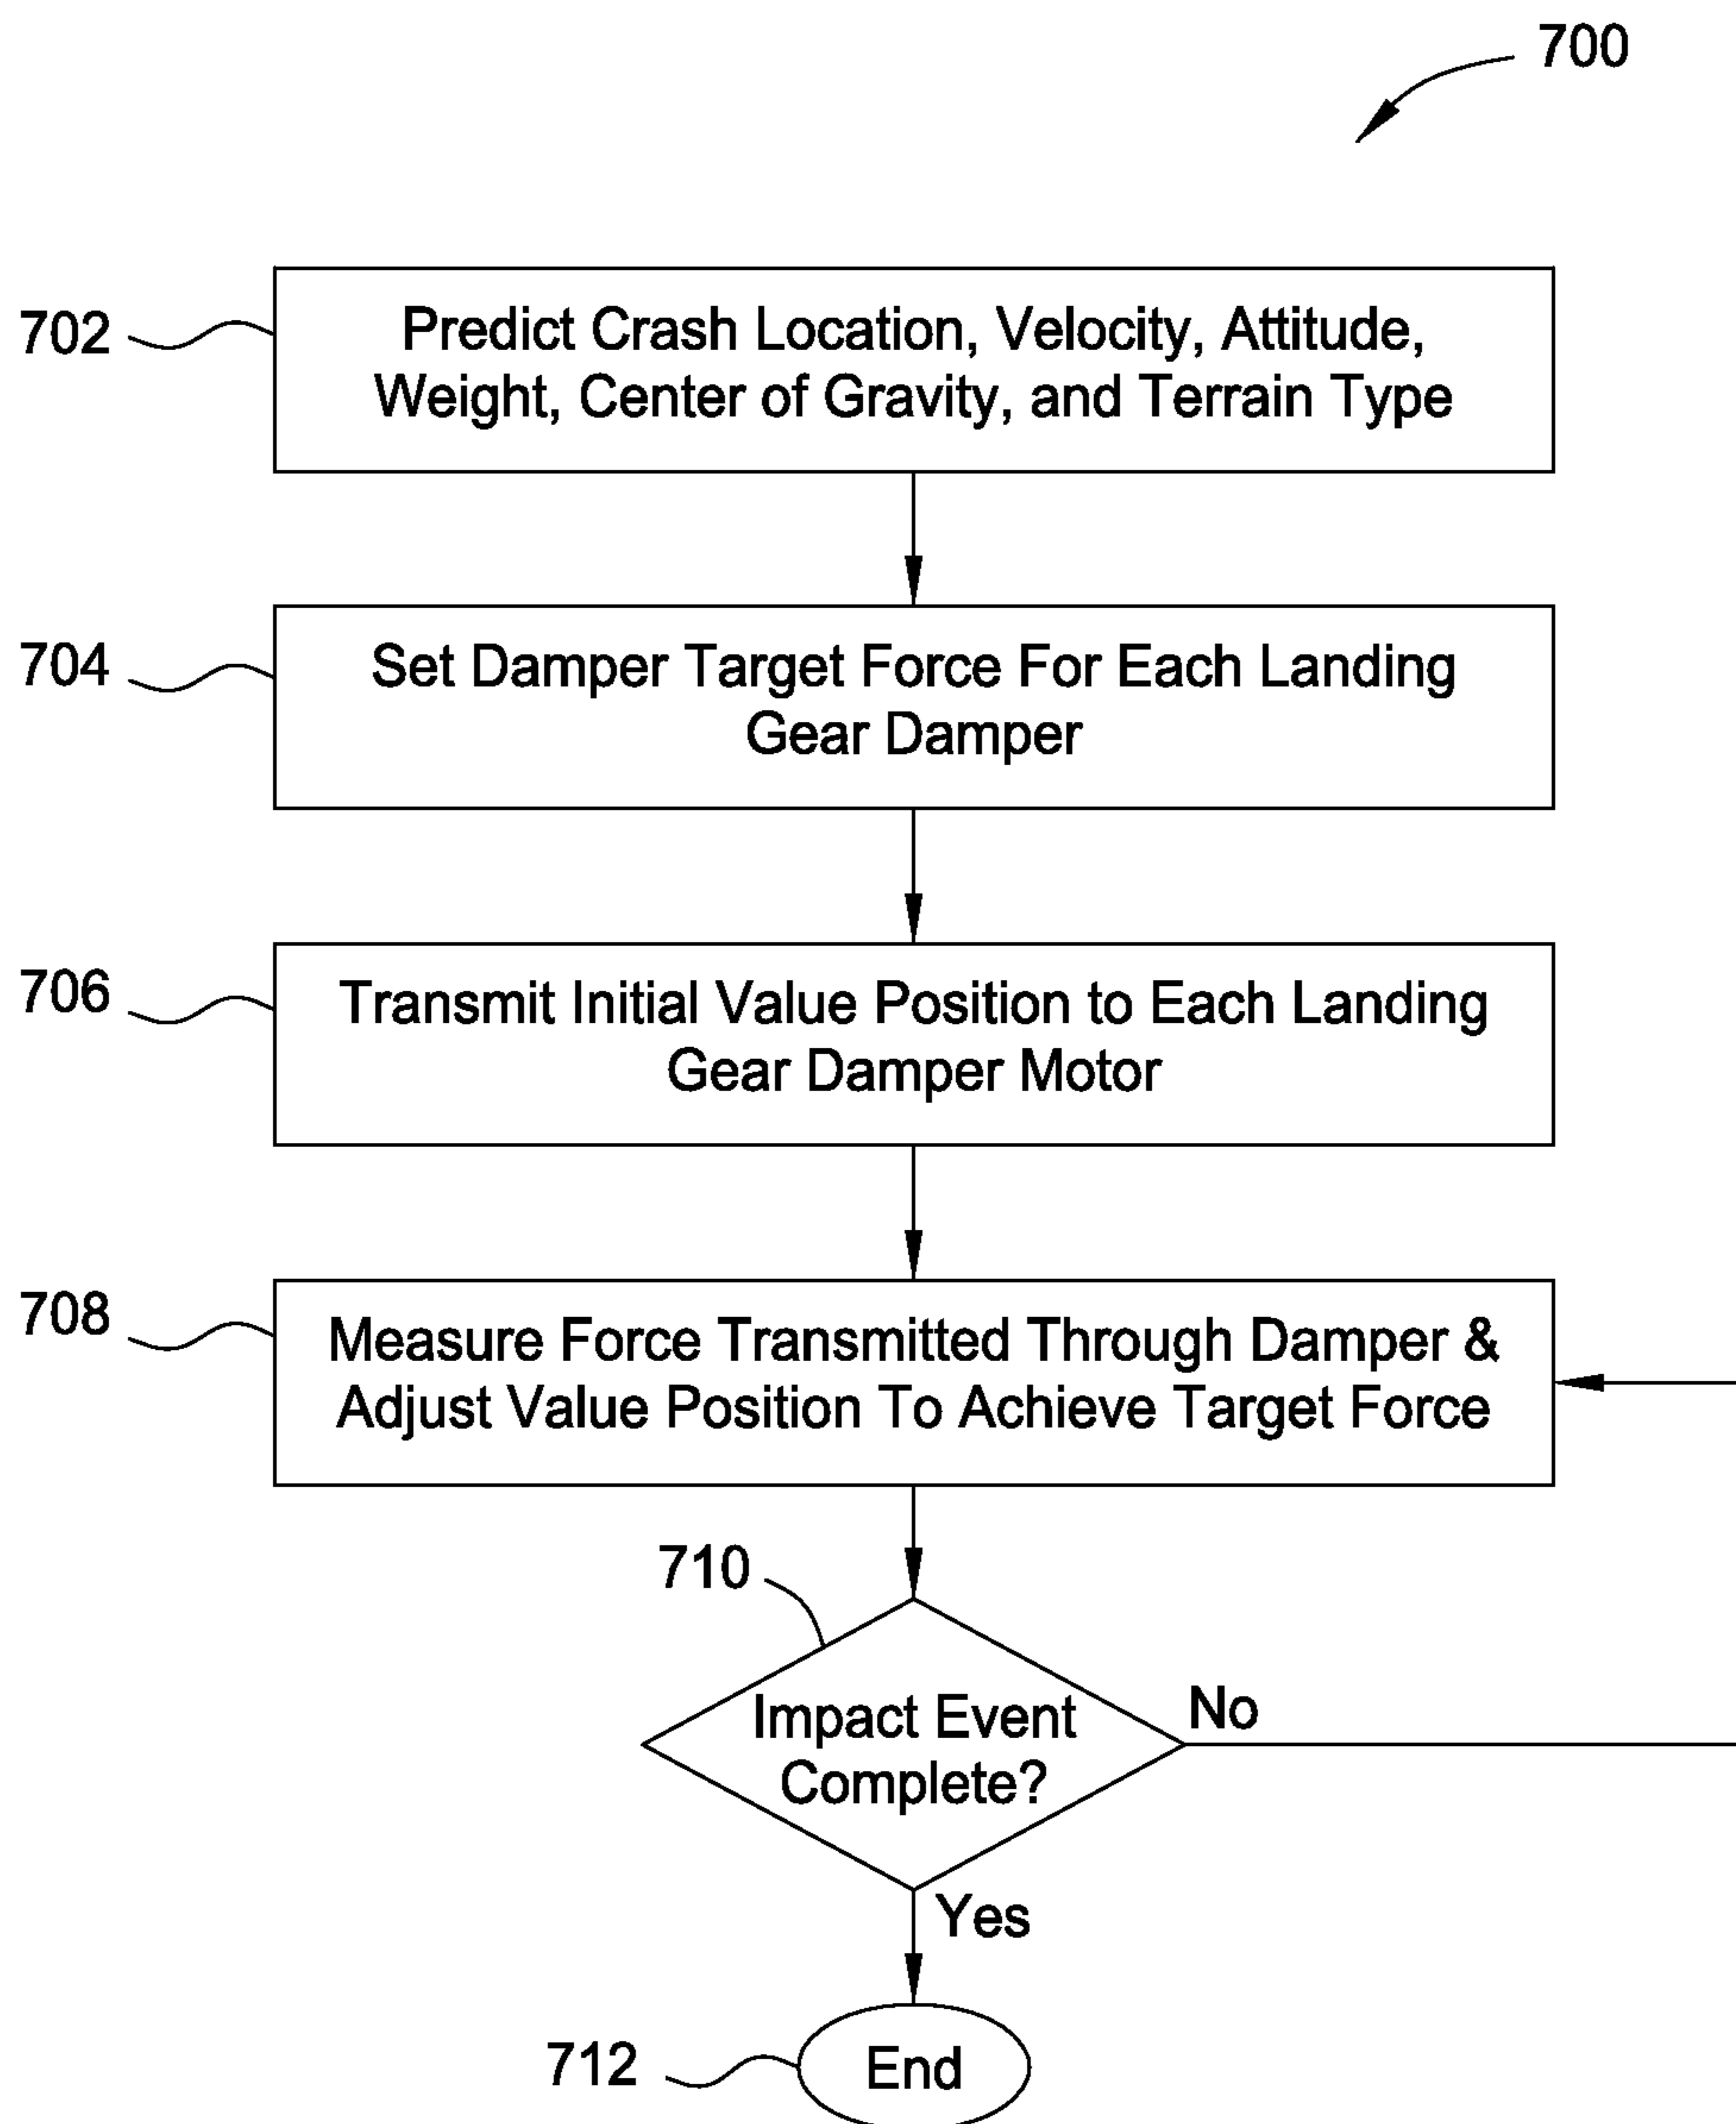 700
702
Predict Crash Location, Velocity, Attitude,
Weight, Center of Gravity, and Terrain Type
704
Set Damper Target Force For Each Landing
Gear Damper
706
Transmit Initial Value Position to Each Landing
Gear Damper Motor
708
Measure Force Transmitted Through Damper &
Adjust Value Position To Achieve Target Force
710
Impact Event
Complete?
No
Yes
712
End